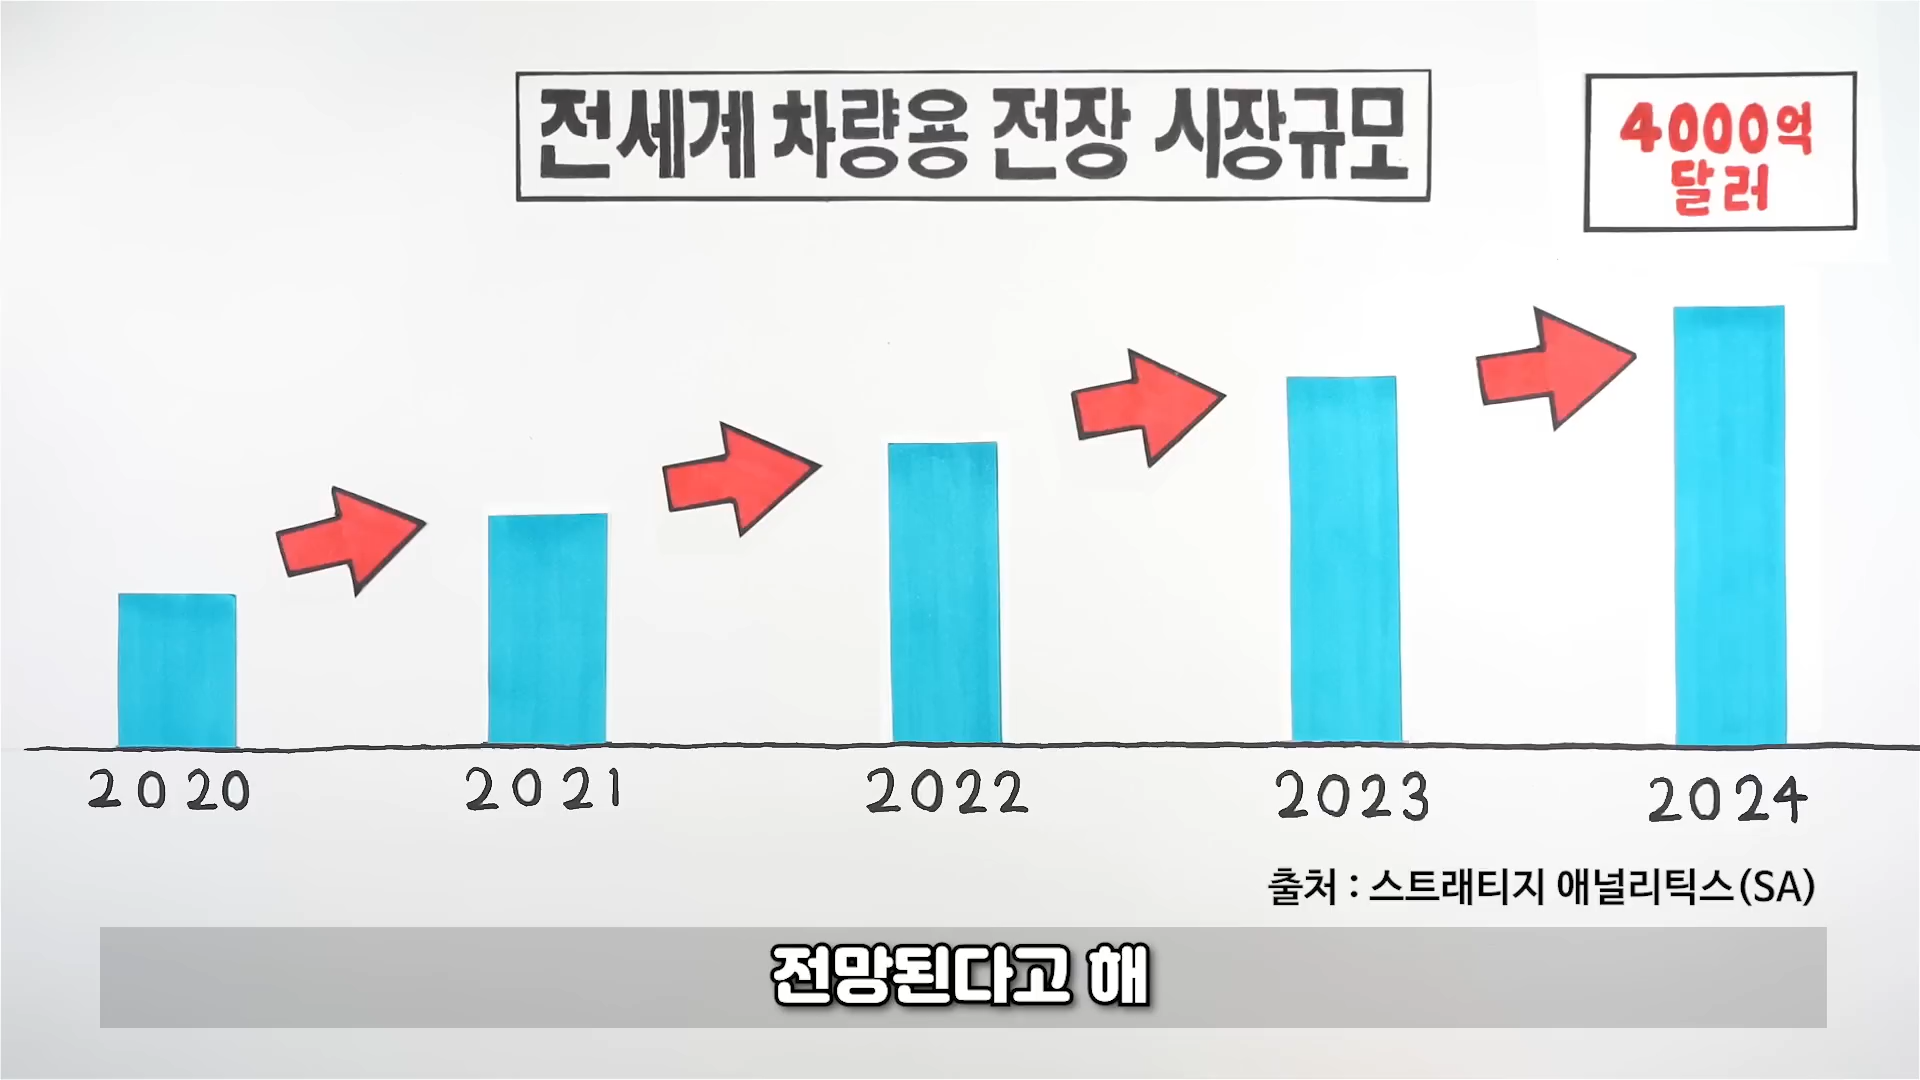 전세계 차량용 전장 시장규모
4000억
달러
2020
2021
2022
2023
2024
출처 : 스트래티지 애널리틱스(SA)
전망된다고 해